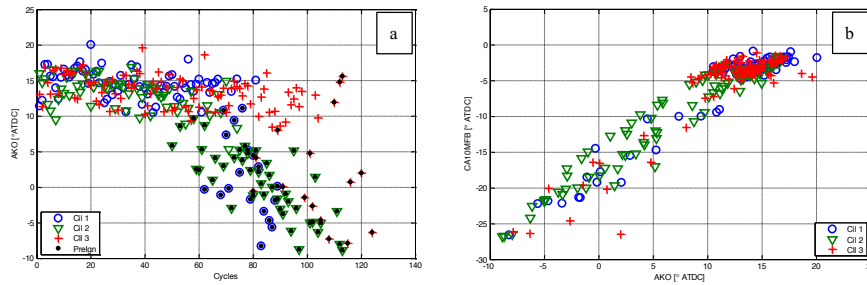 a
25
20
15
10
5
0
-5
-10
AKO [°ATDC]
0 20 40 60 80 100 120 140
Cycles
Cil 1
Cil 2
Cil 3
PreIgn
b
5
0
-5
-10
-15
-20
-25
-30
CA10MFB [° ATDC]
-10 -5 0 5 10 15 20 25
AKO [° ATDC]
Cil 1
Cil 2
Cil 3